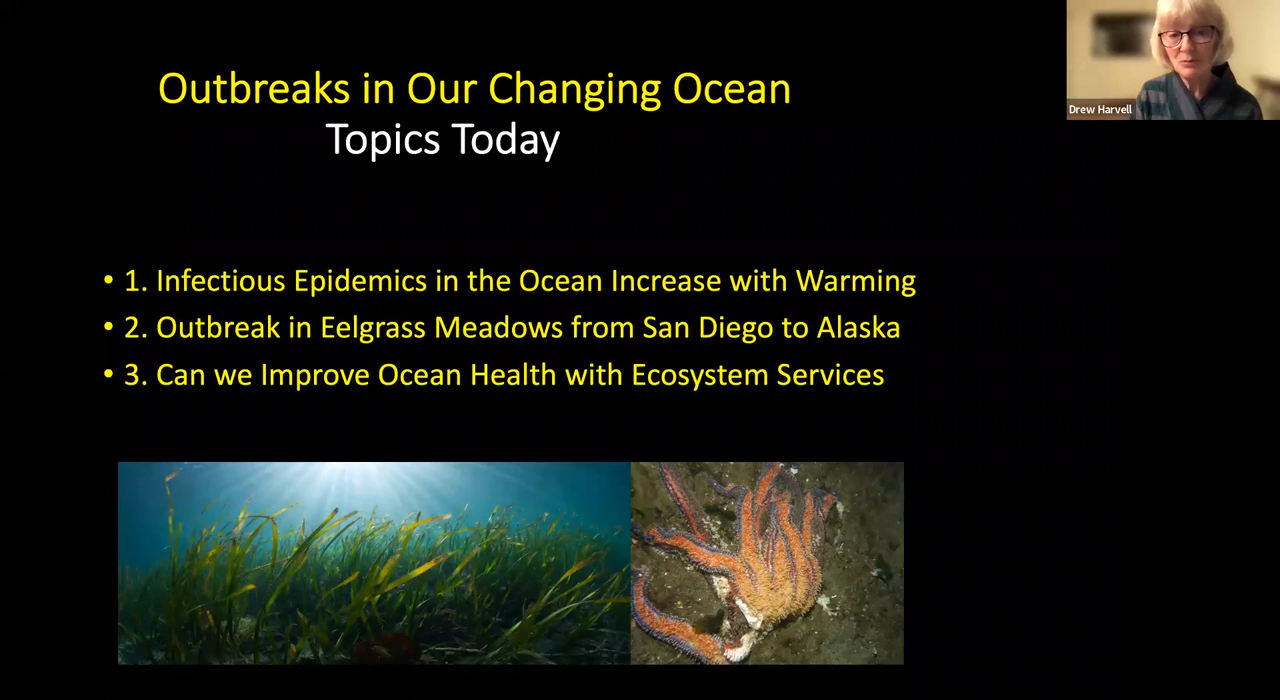 Outbreaks in Our Changing Ocean
Topics Today
Drew Harvell
• 1. Infectious Epidemics in the Ocean Increase with Warming
• 2. Outbreak in Eelgrass Meadows from San Diego to Alaska
• 3. Can we Improve Ocean Health with Ecosystem Services